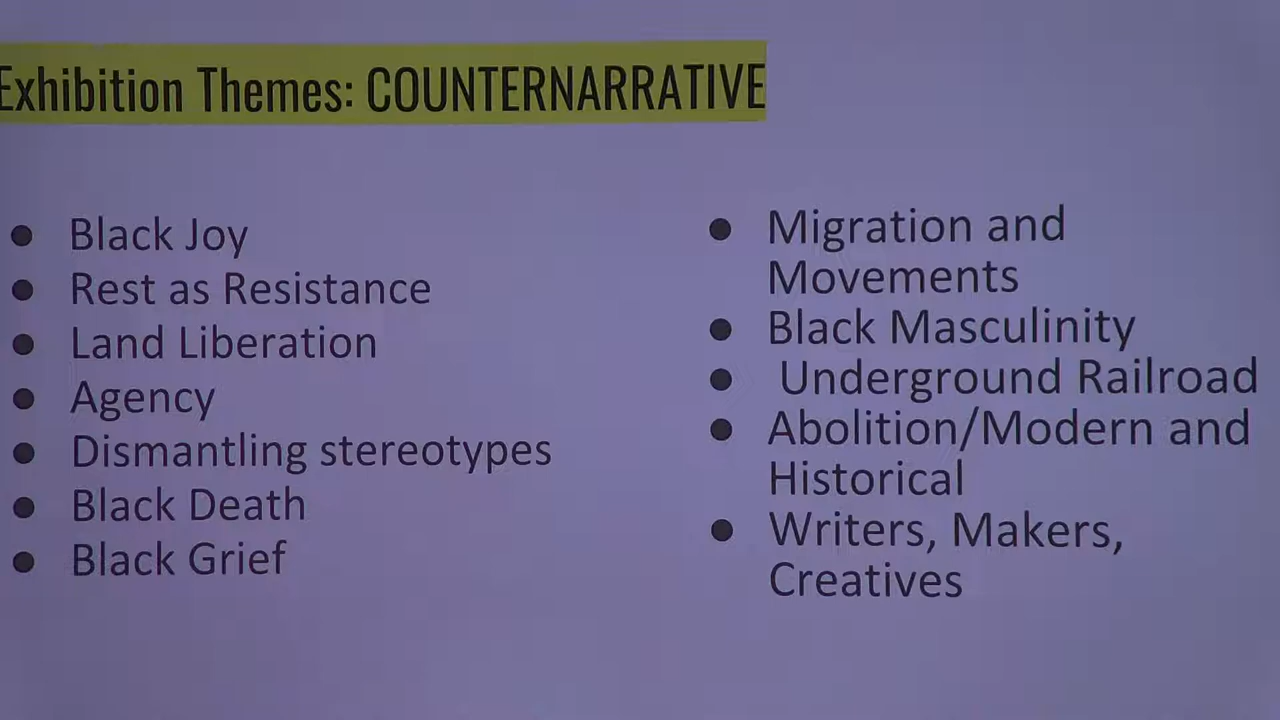 Exhibition Themes: COUNTERNARRATIVE
● Black Joy
● Rest as Resistance
● Land Liberation
● Agency
● Dismantling stereotypes
● Black Death
● Black Grief
● Migration and
Movements
● Black Masculinity
● Underground Railroad
● Abolition/Modern and
Historical
● Writers, Makers,
Creatives